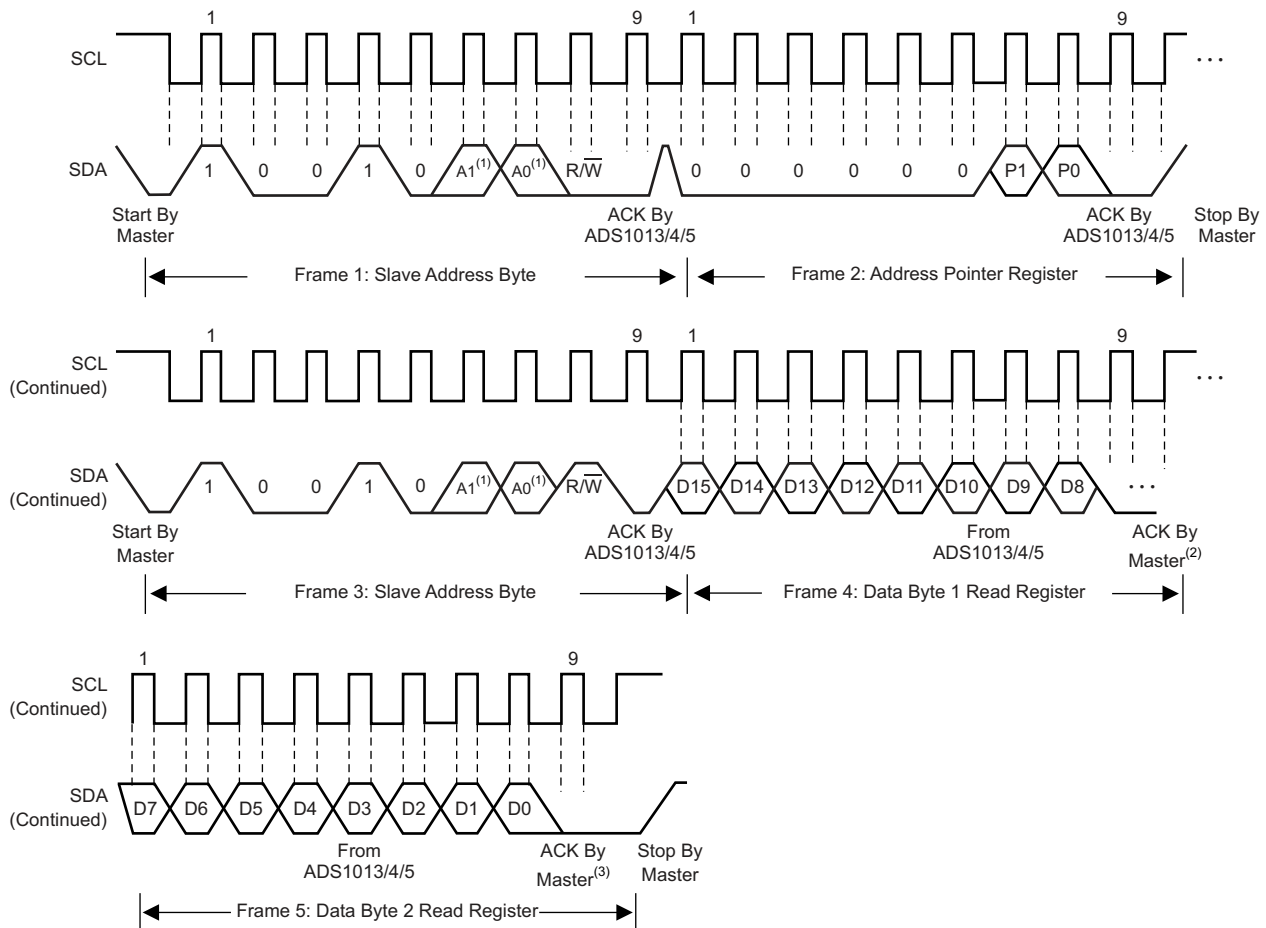 1 9 1 9
SCL ...
SDA 1 0 0 1 0 A1(1) A0(1) R/W̅ 0 0 0 0 0 0 P1 P0
Start By Master
ACK By ADS1013/4/5
ACK By ADS1013/4/5
Stop By Master
Frame 1: Slave Address Byte
Frame 2: Address Pointer Register
1 9 1 9
SCL (Continued) ...
SDA (Continued) 1 0 0 1 0 A1(1) A0(1) R/W̅ D15 D14 D13 D12 D11 D10 D9 D8 ...
Start By Master
ACK By ADS1013/4/5
From ADS1013/4/5
ACK By Master(2)
Frame 3: Slave Address Byte
Frame 4: Data Byte 1 Read Register
1 9
SCL (Continued)
SDA (Continued) D7 D6 D5 D4 D3 D2 D1 D0
From ADS1013/4/5
ACK By Master(3)
Stop By Master
Frame 5: Data Byte 2 Read Register